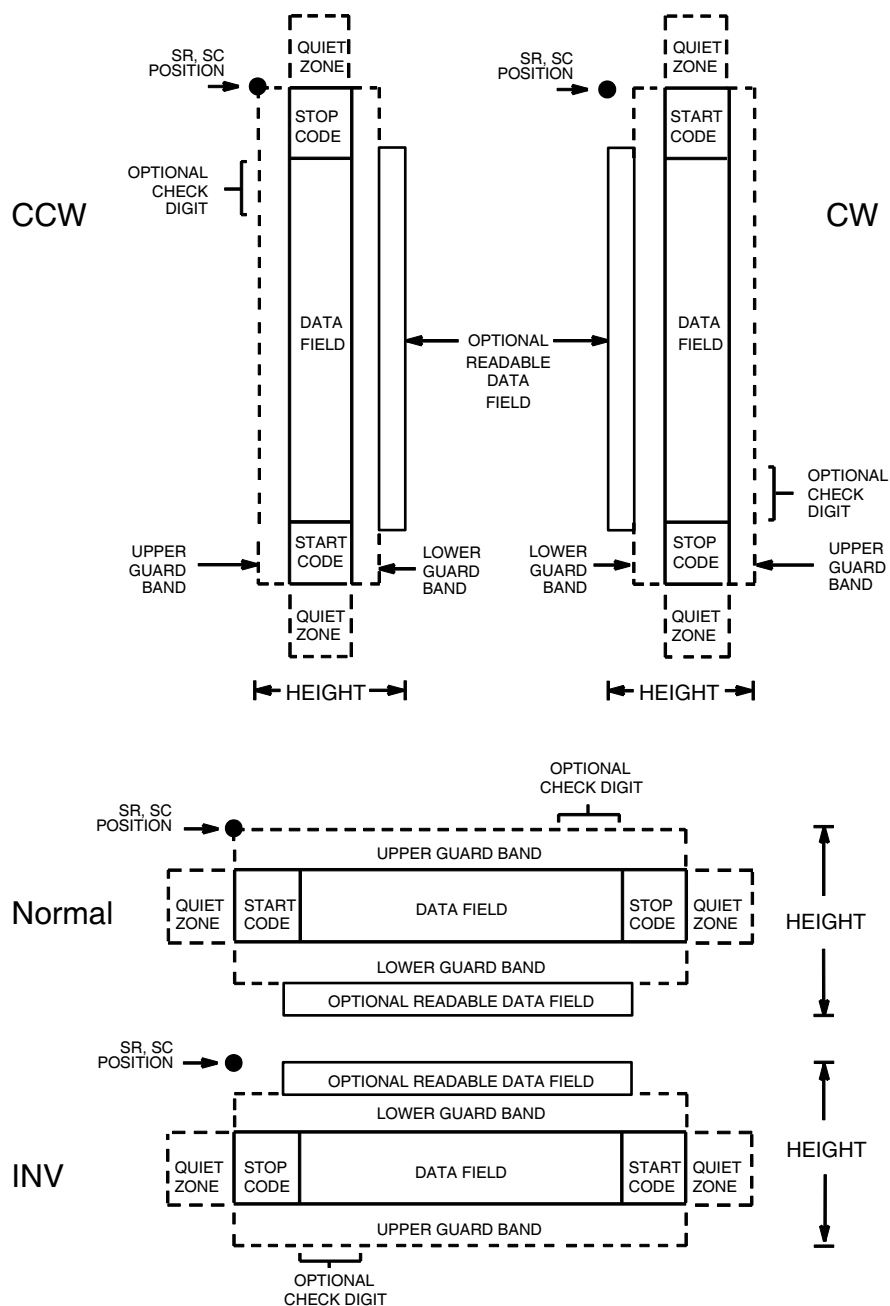 QUIET
ZONE
SR, SC
POSITION
STOP
CODE
OPTIONAL
CHECK
DIGIT
CCW
DATA
FIELD
START
CODE
UPPER
GUARD
BAND
LOWER
GUARD
BAND
QUIET
ZONE
HEIGHT
OPTIONAL
READABLE
DATA
FIELD
QUIET
ZONE
SR, SC
POSITION
START
CODE
CW
DATA
FIELD
OPTIONAL
CHECK
DIGIT
LOWER
GUARD
BAND
STOP
CODE
UPPER
GUARD
BAND
QUIET
ZONE
HEIGHT
OPTIONAL
CHECK DIGIT
SR, SC
POSITION
UPPER GUARD BAND
Normal
QUIET
ZONE
START
CODE
DATA FIELD
STOP
CODE
QUIET
ZONE
HEIGHT
LOWER GUARD BAND
OPTIONAL READABLE DATA FIELD
SR, SC
POSITION
OPTIONAL READABLE DATA FIELD
LOWER GUARD BAND
INV
QUIET
ZONE
STOP
CODE
DATA FIELD
START
CODE
QUIET
ZONE
HEIGHT
UPPER GUARD BAND
OPTIONAL
CHECK DIGIT